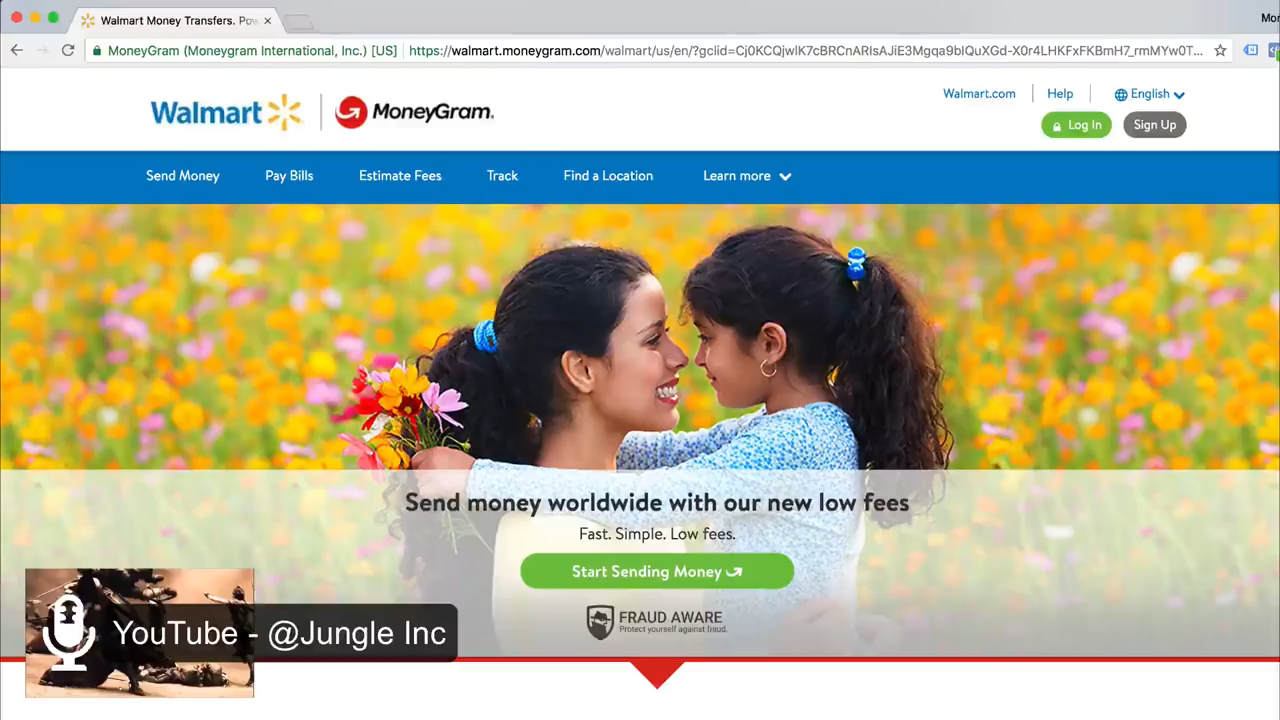 Walmart Money Transfers. Pow
Mon
MoneyGram (Moneygram International, Inc.) [US]
https://walmart.moneygram.com/walmart/us/en/?gclid=Cj0KCQjwlK7cBRCnARIsAJiE3Mgqa9blQuXGd-X0r4LHKFxFKBmH7_rmMYw0T...
Walmart
MoneyGram.
Walmart.com
Help
English
Log In
Sign Up
Send Money
Pay Bills
Estimate Fees
Track
Find a Location
Learn more
Send money worldwide with our new low fees
Fast. Simple. Low fees.
Start Sending Money
FRAUD AWARE
Protect yourself against fraud.
YouTube - @Jungle Inc